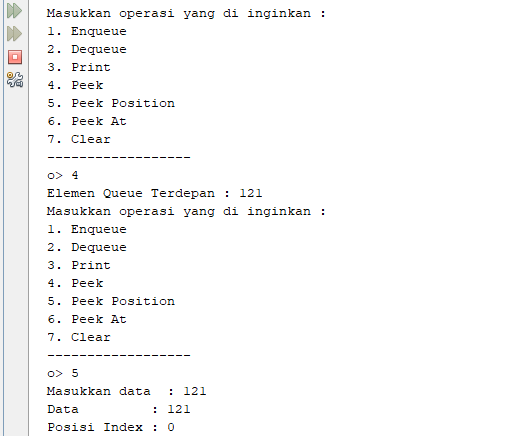 Masukkan operasi yang di inginkan :
1. Enqueue
2. Dequeue
3. Print
4. Peek
5. Peek Position
6. Peek At
7. Clear
------------------
o> 4
Elemen Queue Terdepan : 121
Masukkan operasi yang di inginkan :
1. Enqueue
2. Dequeue
3. Print
4. Peek
5. Peek Position
6. Peek At
7. Clear
------------------
o> 5
Masukkan data  : 121
Data         : 121
Posisi Index : 0